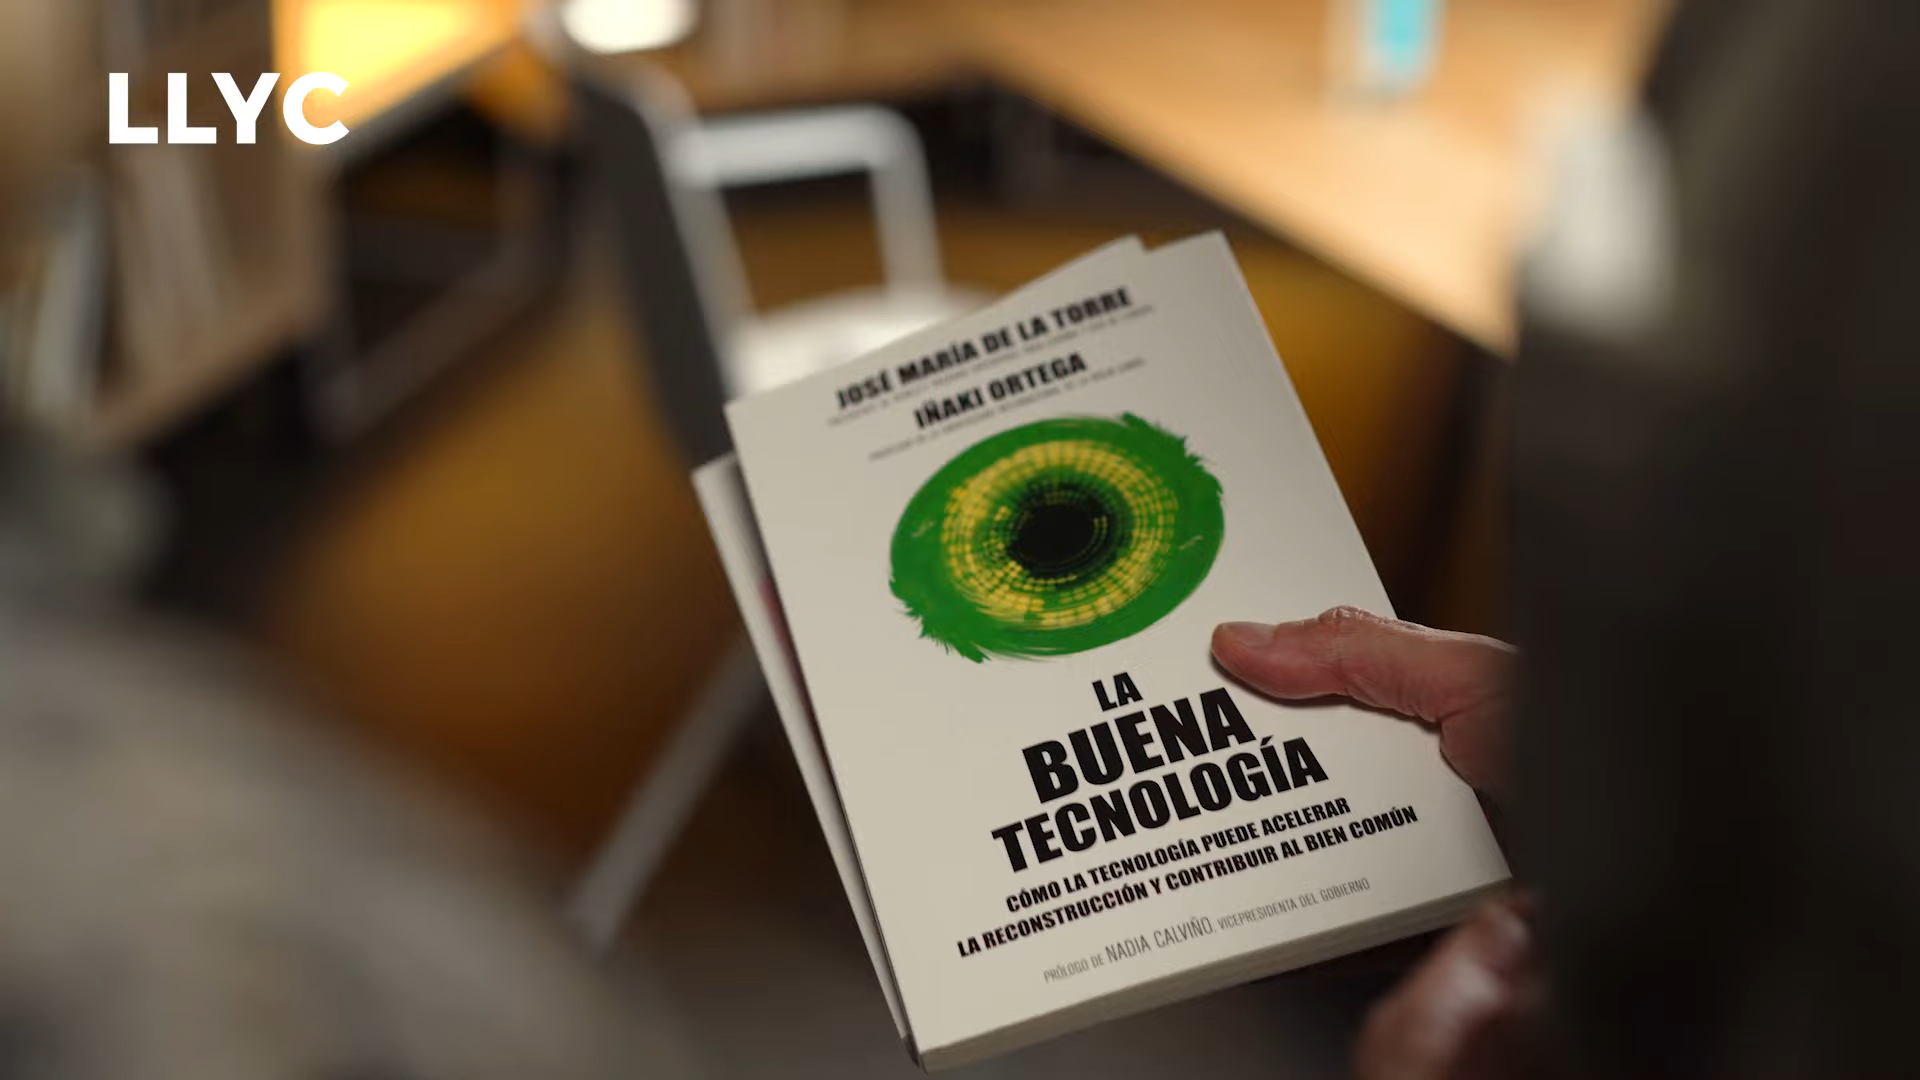 LLYC
JOSÉ MARÍA DE LA TORRE
IÑAKI ORTEGA
LA
BUENA
TECNOLOGÍA
CÓMO LA TECNOLOGÍA PUEDE ACELERAR
LA RECONSTRUCCIÓN Y CONTRIBUIR AL BIEN COMÚN
PRÓLOGO DE NADIA CALVIÑO, VICEPRESIDENTA DEL GOBIERNO